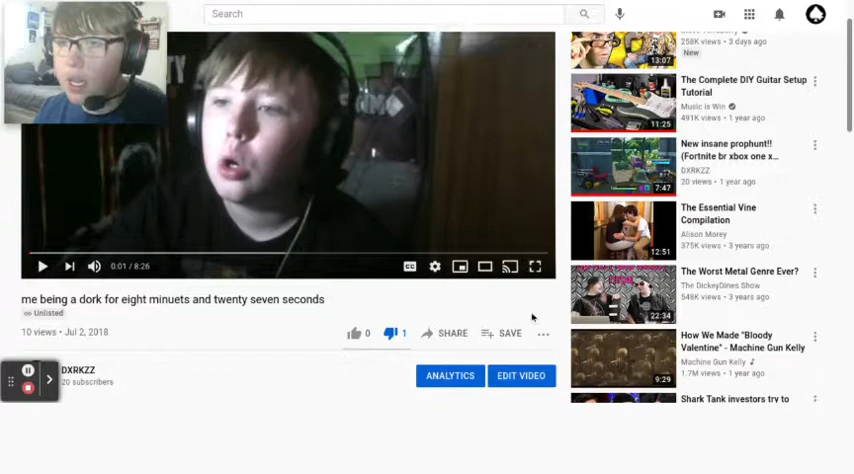 Search
258K views • 3 days ago
New
13:07
The Complete DIY Guitar Setup
Tutorial
Music is Win
491K views • 1 year ago
11:25
New insane prophunt!!
(Fortnite br xbox one x...
DXRKZZ
20 views • 1 year ago
7:47
The Essential Vine
Compilation
Alison Morey
375K views • 3 years ago
12:51
The Worst Metal Genre Ever?
The DickeyDines Show
548K views • 3 years ago
22:34
How We Made "Bloody
Valentine" - Machine Gun Kelly
Machine Gun Kelly
1.7M views • 1 year ago
9:29
Shark Tank investors try to
0:01 / 8:26
CC
me being a dork for eight minuets and twenty seven seconds
Unlisted
10 views • Jul 2, 2018
0
1
SHARE
SAVE
DXRKZZ
20 subscribers
ANALYTICS
EDIT VIDEO